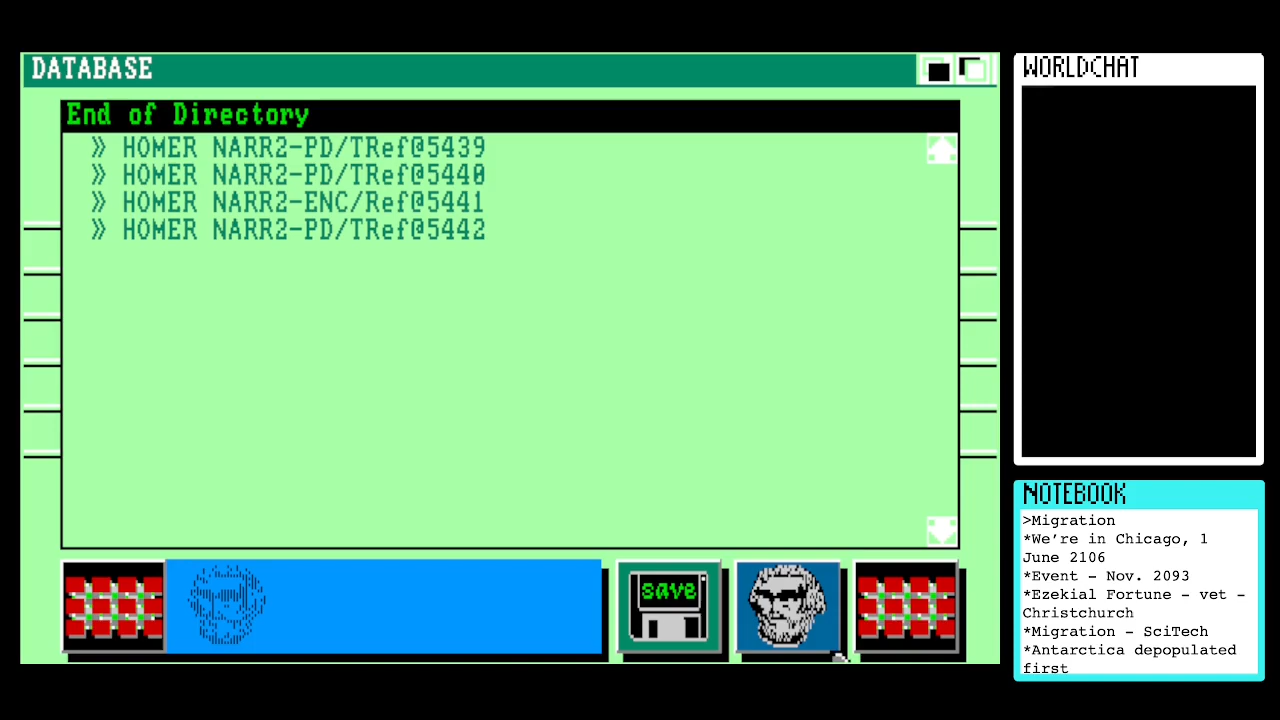 DATABASE
End of Directory
» HOMER NARR2-PD/TRef@5439
» HOMER NARR2-PD/TRef@5440
» HOMER NARR2-ENC/Ref@5441
» HOMER NARR2-PD/TRef@5442
save
WORLDCHAT
NOTEBOOK
>Migration
*We're in Chicago, 1
June 2106
*Event - Nov. 2093
*Ezekial Fortune - vet -
Christchurch
*Migration - SciTech
*Antarctica depopulated
first